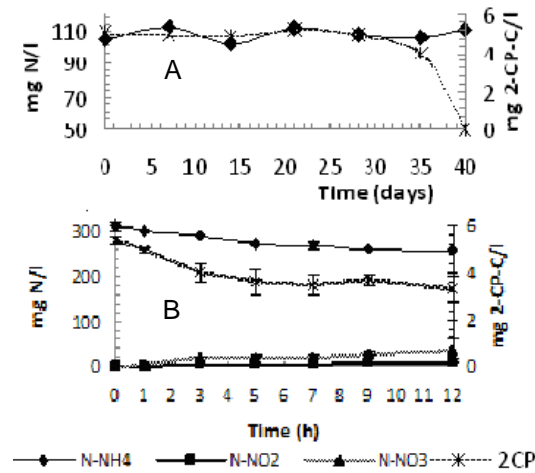 110
90
70
50
mg N/l
A
6
4
2
0
mg 2-CP-C/l
0 5 10 15 20 25 30 35 40
Time (days)
300
200
100
0
mg N/l
B
6
4
2
0
mg 2-CP-C/l
0 1 2 3 4 5 6 7 8 9 10 11 12
Time (h)
N-NH4 N-NO2 N-NO3 2CP